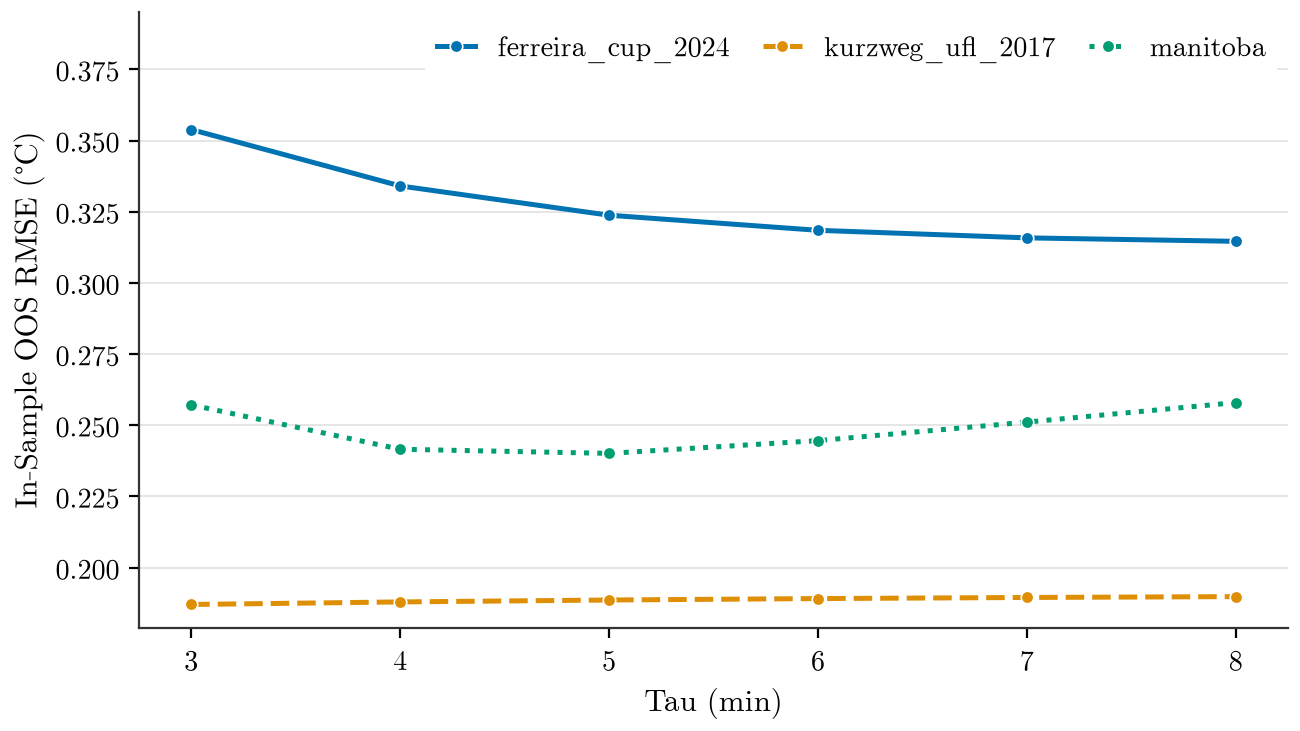 ferreira_cup_2024 kurzweg_ufl_2017 manitoba
In-Sample OOS RMSE (°C)
0.375
0.350
0.325
0.300
0.275
0.250
0.225
0.200
3 4 5 6 7 8
Tau (min)